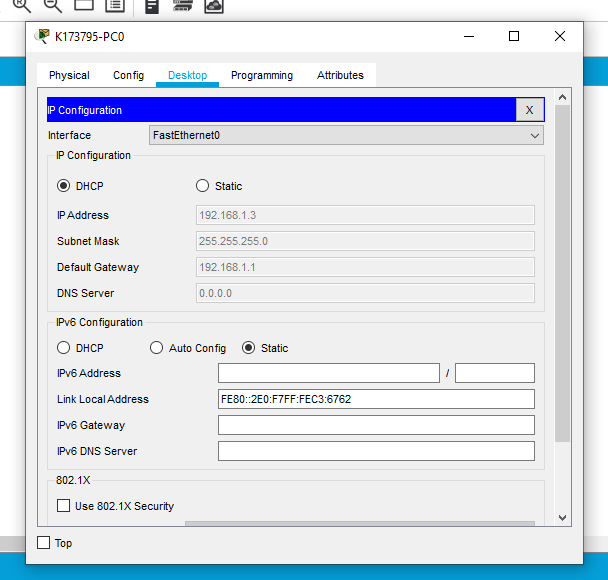 K173795-PC0
Physical Config Desktop Programming Attributes
IP Configuration X
Interface FastEthernet0
IP Configuration
DHCP Static
IP Address 192.168.1.3
Subnet Mask 255.255.255.0
Default Gateway 192.168.1.1
DNS Server 0.0.0.0
IPv6 Configuration
DHCP Auto Config Static
IPv6 Address /
Link Local Address FE80::2E0:F7FF:FEC3:6762
IPv6 Gateway
IPv6 DNS Server
802.1X
Use 802.1X Security
Top